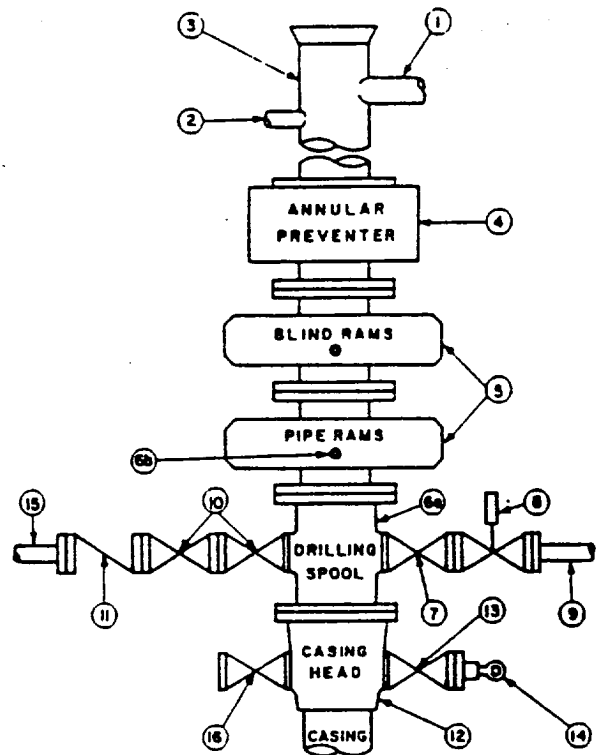 3
1
2
ANNULAR
PREVENTER
4
BLIND RAMS
5
PIPE RAMS
6b
15
10
6a
8
DRILLING
SPOOL
11
7
9
13
CASING
HEAD
16
12
14
CASING